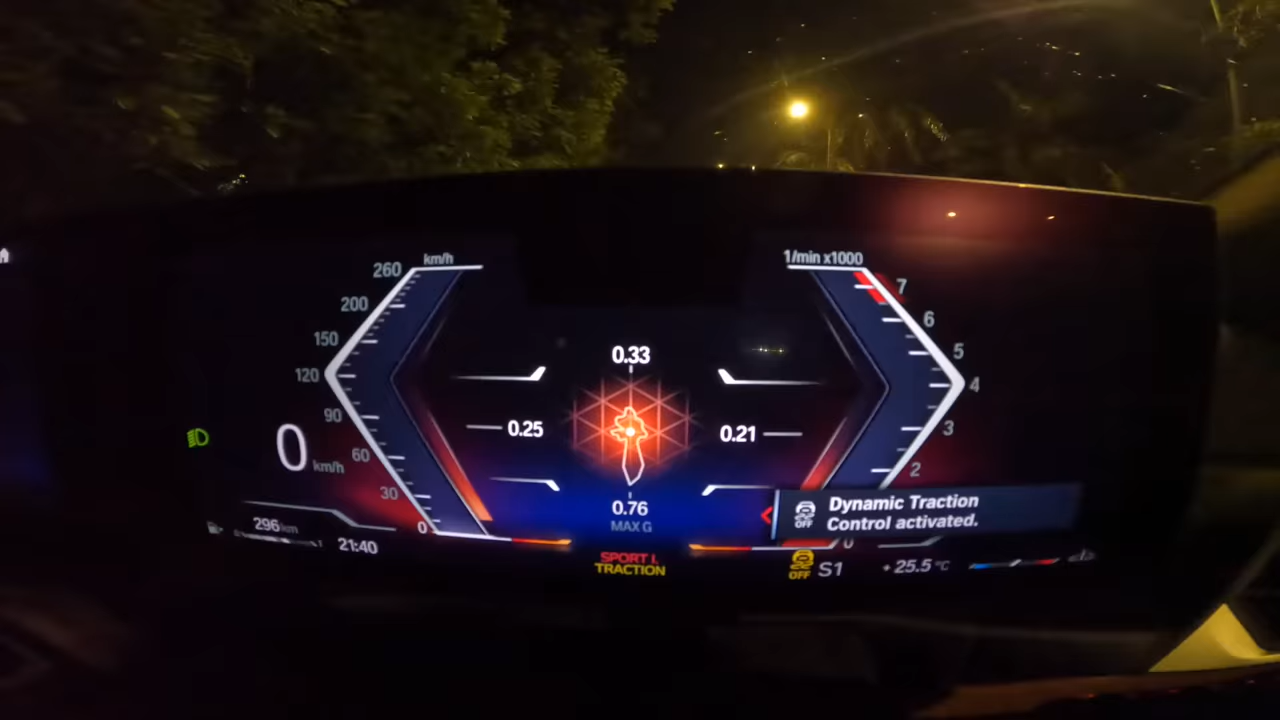 km/h
1/min x1000
260
200
150
120
90
60
30
0
7
6
5
4
3
2
0
0.33
0.25
0.21
0.76
MAX G
0
km/h
Dynamic Traction
Control activated.
OFF
296 km
21:40
SPORT I.
TRACTION
OFF
S1
+25.5 °C